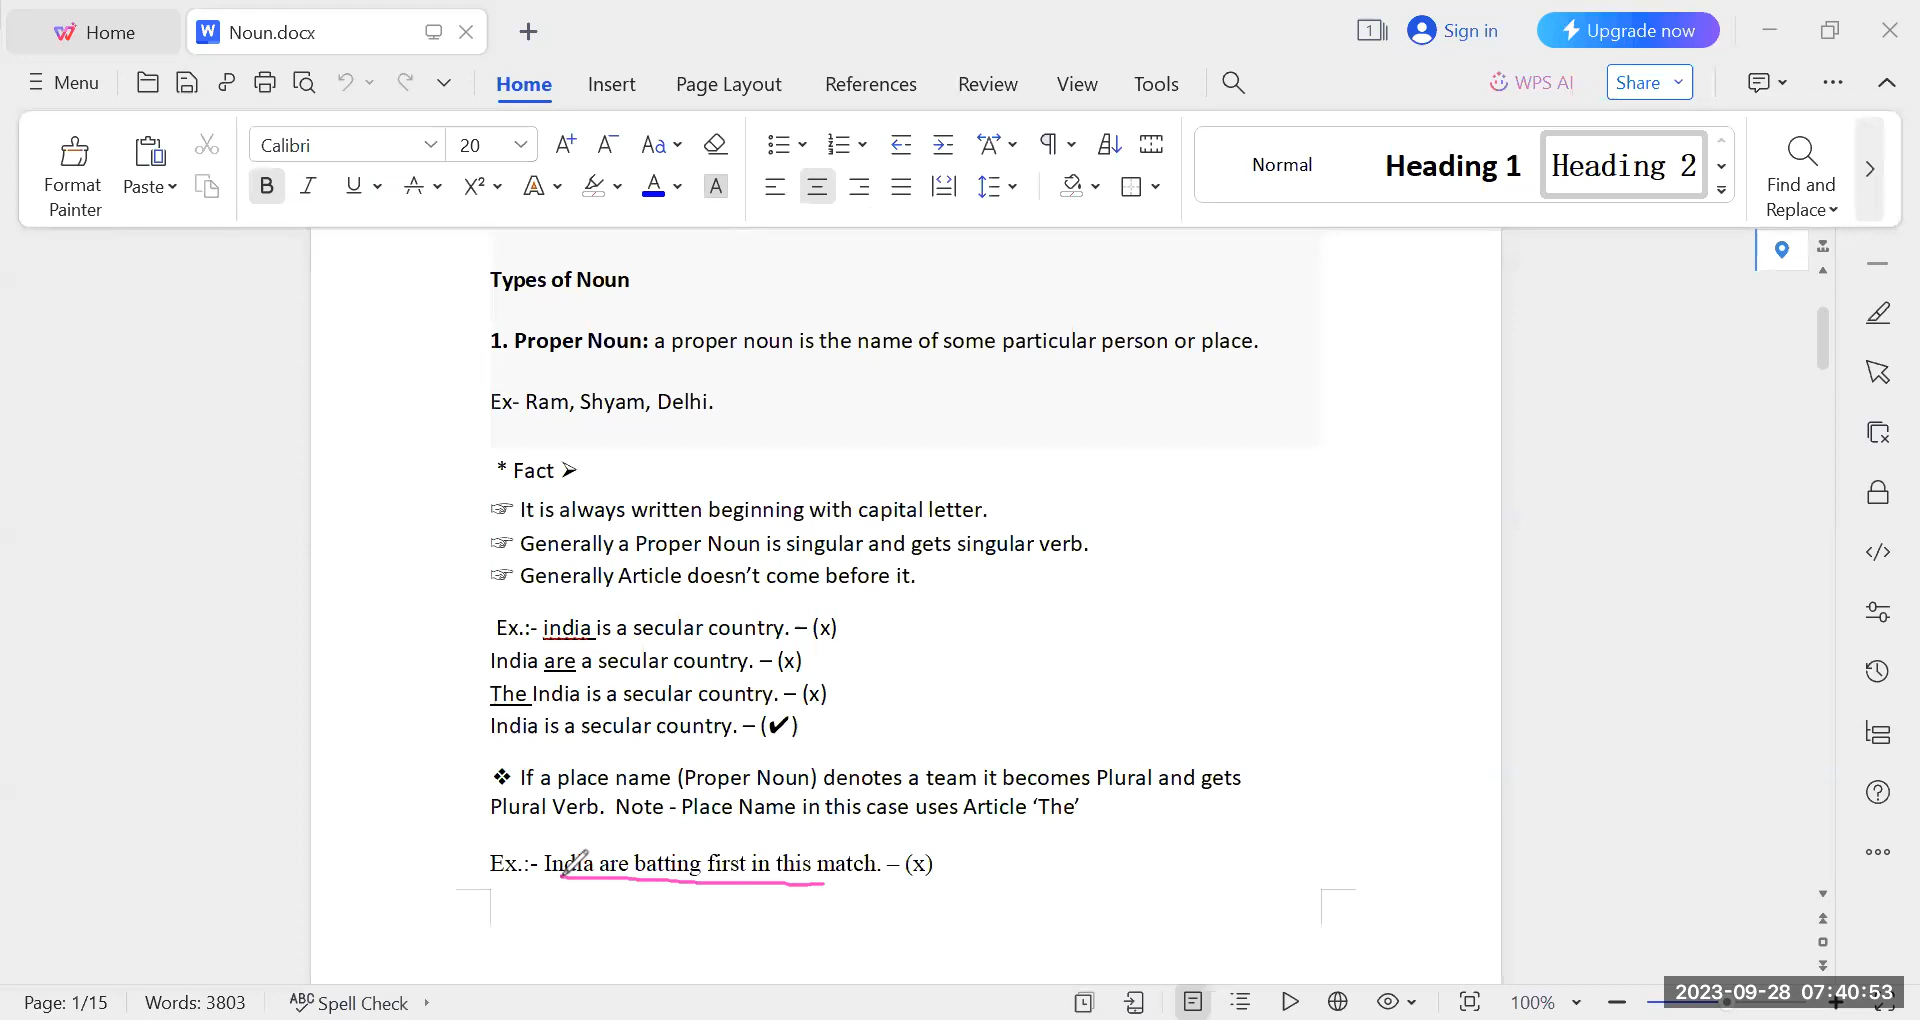 Home
Noun.docx
Sign in
Upgrade now
Menu
Home
Insert
Page Layout
References
Review
View
Tools
WPS AI
Share
Format
Painter
Paste
Calibri
20
Normal
Heading 1
Heading 2
Find and
Replace
Types of Noun
1. Proper Noun: a proper noun is the name of some particular person or place.
Ex- Ram, Shyam, Delhi.
* Fact ➢
☞ It is always written beginning with capital letter.
☞ Generally a Proper Noun is singular and gets singular verb.
☞ Generally Article doesn’t come before it.
Ex.:- india is a secular country. – (x)
India are a secular country. – (x)
The India is a secular country. – (x)
India is a secular country. – (✔)
❖ If a place name (Proper Noun) denotes a team it becomes Plural and gets
Plural Verb. Note - Place Name in this case uses Article ‘The’
Ex.:- India are batting first in this match. – (x)
Page: 1/15
Words: 3803
Spell Check
100%
2023-09-28 07:40:53